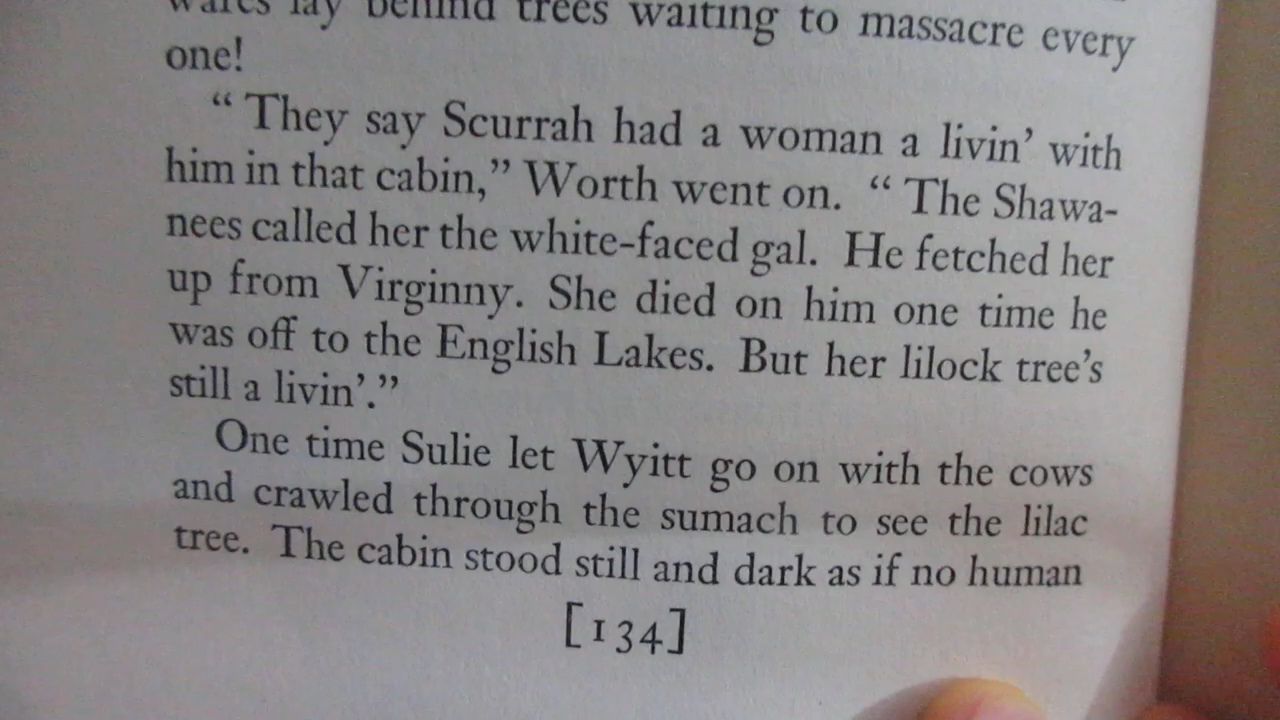 lay behind trees waiting to massacre every
one!
“ They say Scurrah had a woman a livin’ with
him in that cabin,” Worth went on. “ The Shawa-
nees called her the white-faced gal. He fetched her
up from Virginny. She died on him one time he
was off to the English Lakes. But her lilock tree’s
still a livin’.”
One time Sulie let Wyitt go on with the cows
and crawled through the sumach to see the lilac
tree. The cabin stood still and dark as if no human
[134]